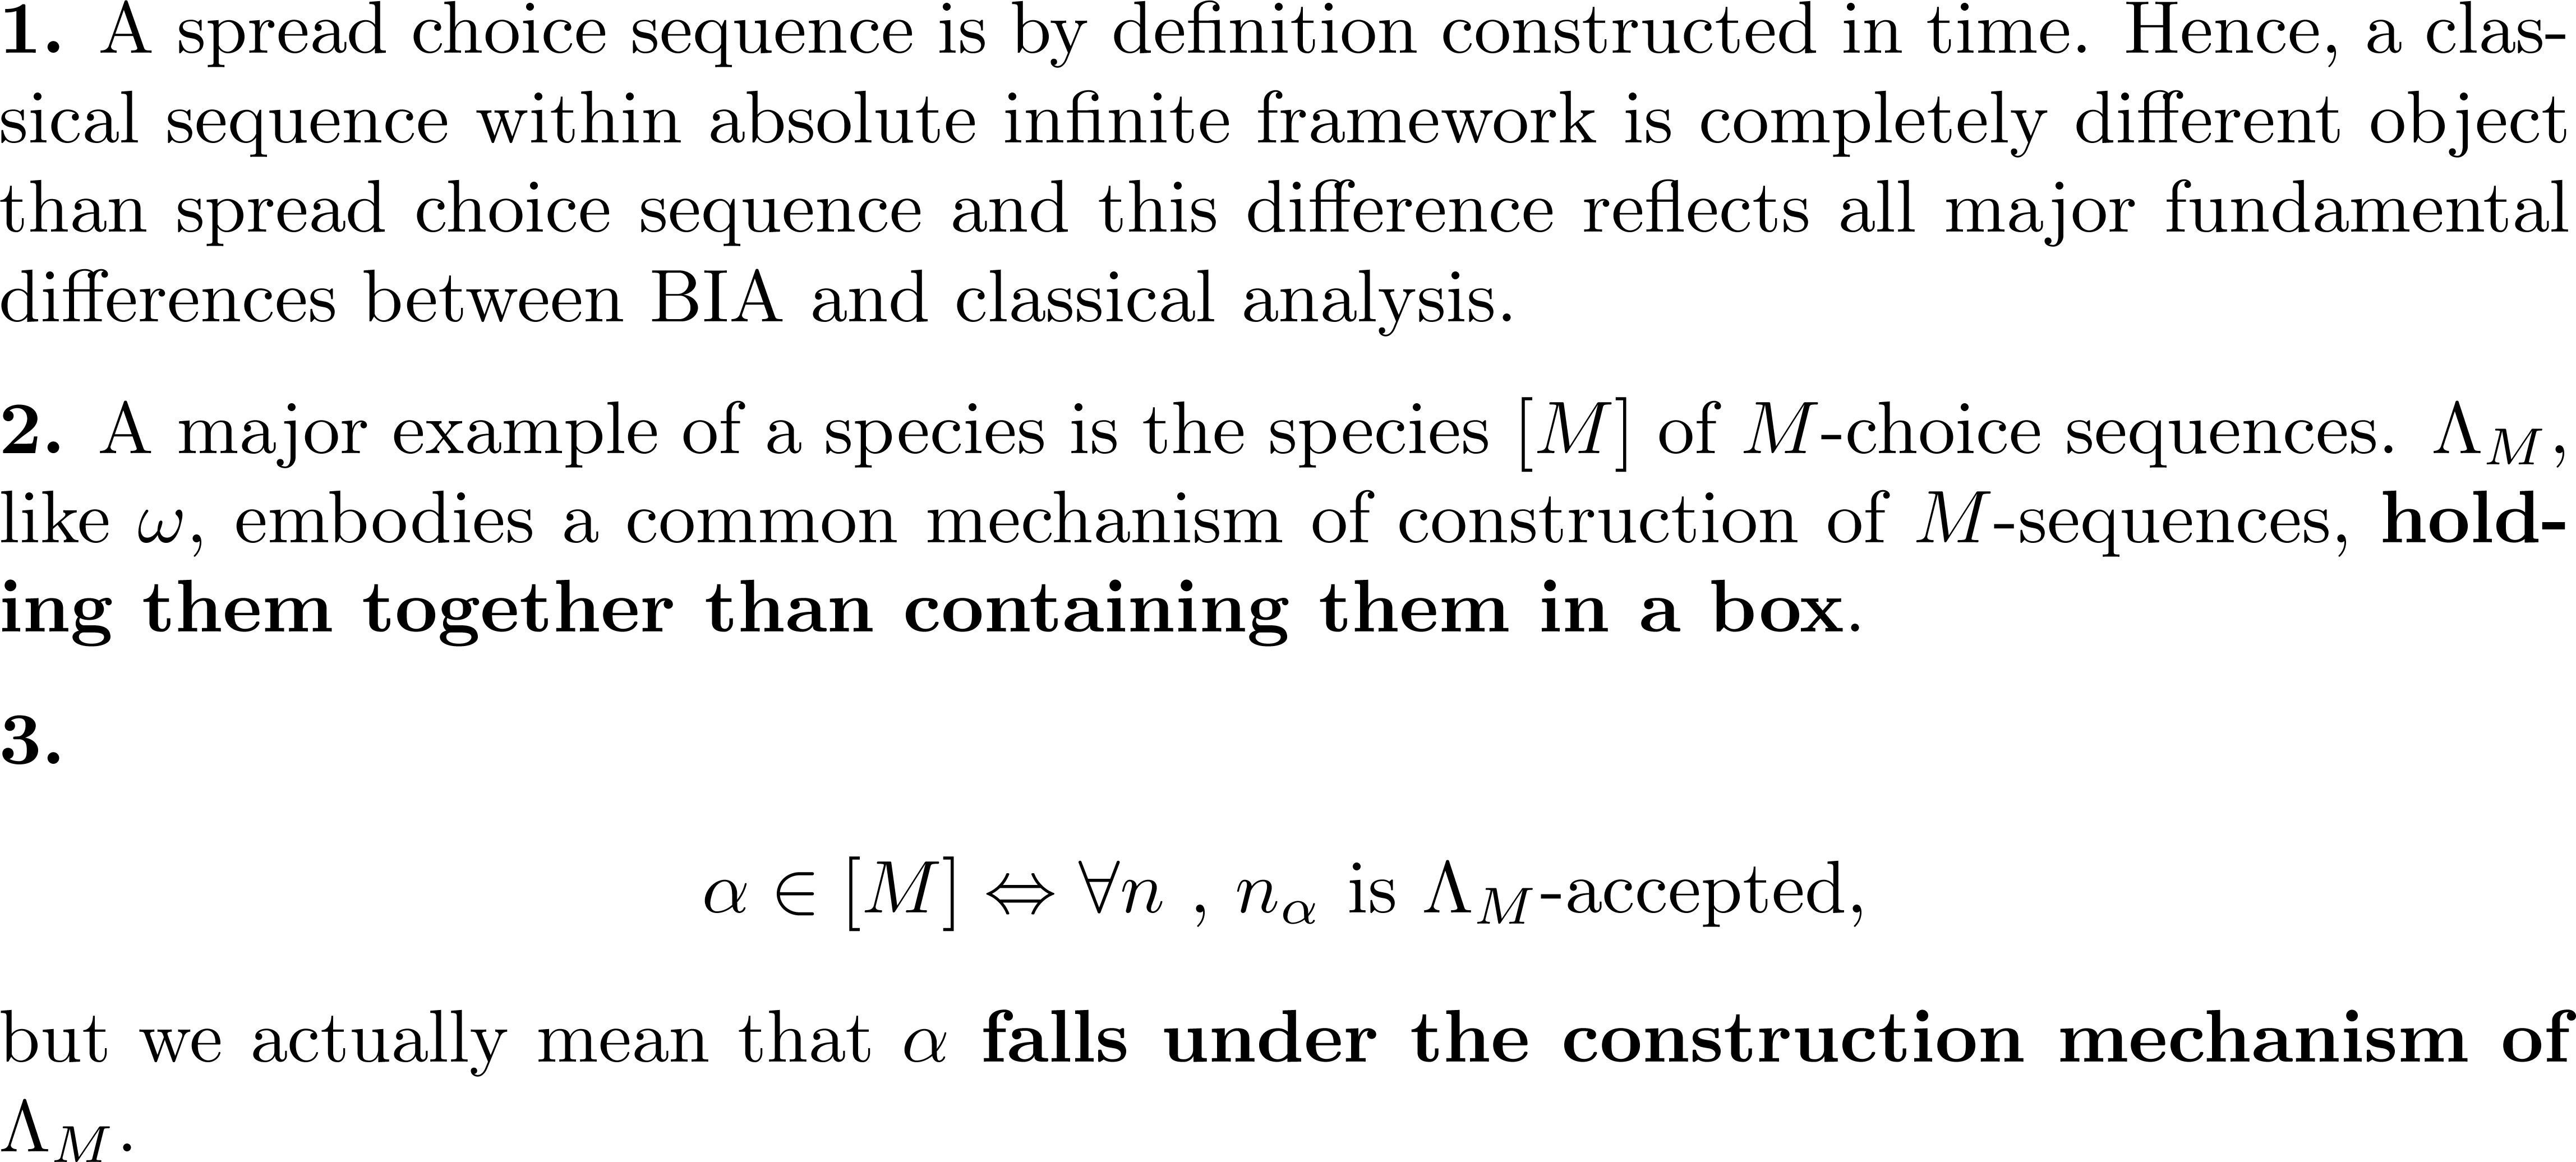 1. A spread choice sequence is by definition constructed in time. Hence, a clas-
sical sequence within absolute infinite framework is completely different object
than spread choice sequence and this difference reflects all major fundamental
differences between BIA and classical analysis.
2. A major example of a species is the species [M] of M-choice sequences. Λ_M,
like ω, embodies a common mechanism of construction of M-sequences, hold-
ing them together than containing them in a box.
3.
α ∈ [M] ⇔ ∀n , n_α is Λ_M-accepted,
but we actually mean that α falls under the construction mechanism of
Λ_M.